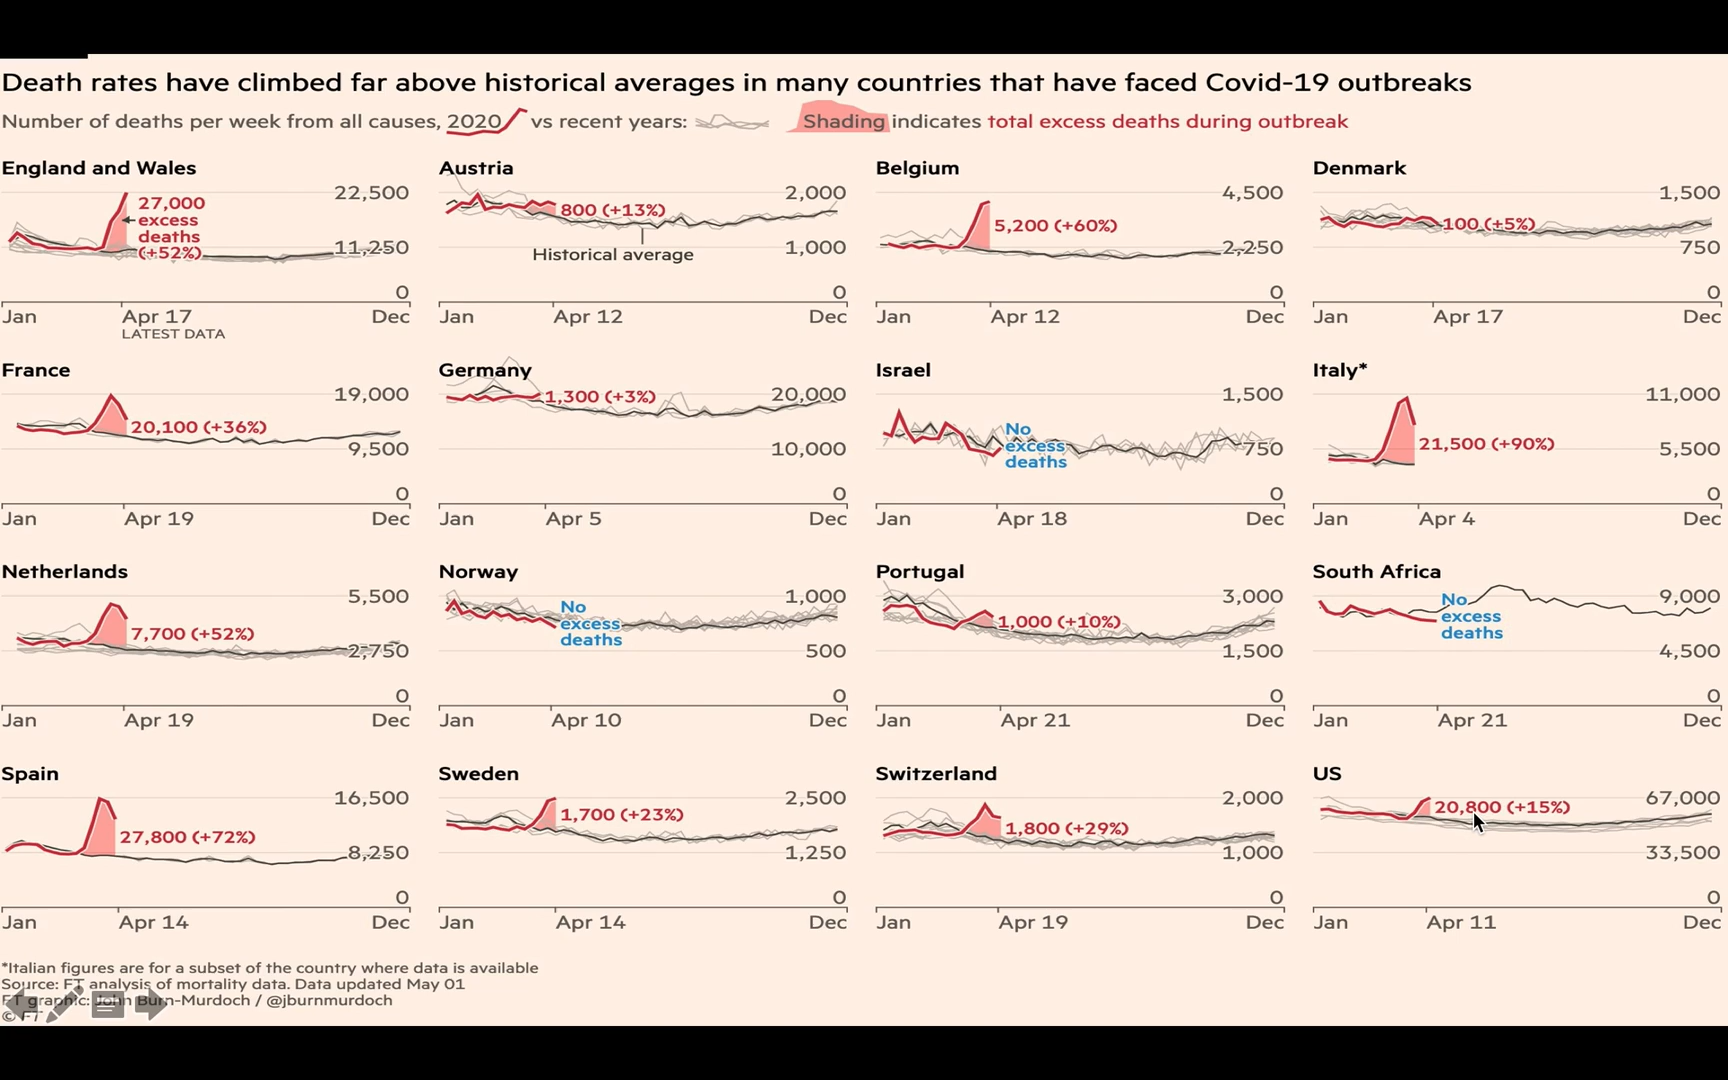 Death rates have climbed far above historical averages in many countries that have faced Covid-19 outbreaks
Number of deaths per week from all causes, 2020 vs recent years: Shading indicates total excess deaths during outbreak
England and Wales
22,500
27,000
excess
deaths
(+52%)
11,250
0
Jan Apr 17 Dec
LATEST DATA
Austria
2,000
800 (+13%)
1,000
Historical average
0
Jan Apr 12 Dec
Belgium
4,500
5,200 (+60%)
2,250
0
Jan Apr 12 Dec
Denmark
1,500
100 (+5%)
750
0
Jan Apr 17 Dec
France
19,000
20,100 (+36%)
9,500
0
Jan Apr 19 Dec
Germany
20,000
1,300 (+3%)
10,000
0
Jan Apr 5 Dec
Israel
1,500
No
excess
deaths
750
0
Jan Apr 18 Dec
Italy*
11,000
21,500 (+90%)
5,500
0
Jan Apr 4 Dec
Netherlands
5,500
7,700 (+52%)
2,750
0
Jan Apr 19 Dec
Norway
1,000
No
excess
deaths
500
0
Jan Apr 10 Dec
Portugal
3,000
1,000 (+10%)
1,500
0
Jan Apr 21 Dec
South Africa
9,000
No
excess
deaths
4,500
0
Jan Apr 21 Dec
Spain
16,500
27,800 (+72%)
8,250
0
Jan Apr 14 Dec
Sweden
2,500
1,700 (+23%)
1,250
0
Jan Apr 14 Dec
Switzerland
2,000
1,800 (+29%)
1,000
0
Jan Apr 19 Dec
US
67,000
20,800 (+15%)
33,500
0
Jan Apr 11 Dec
*Italian figures are for a subset of the country where data is available
Source: FT analysis of mortality data. Data updated May 01
FT graphic: John Burn-Murdoch / @jburnmurdoch
© FT